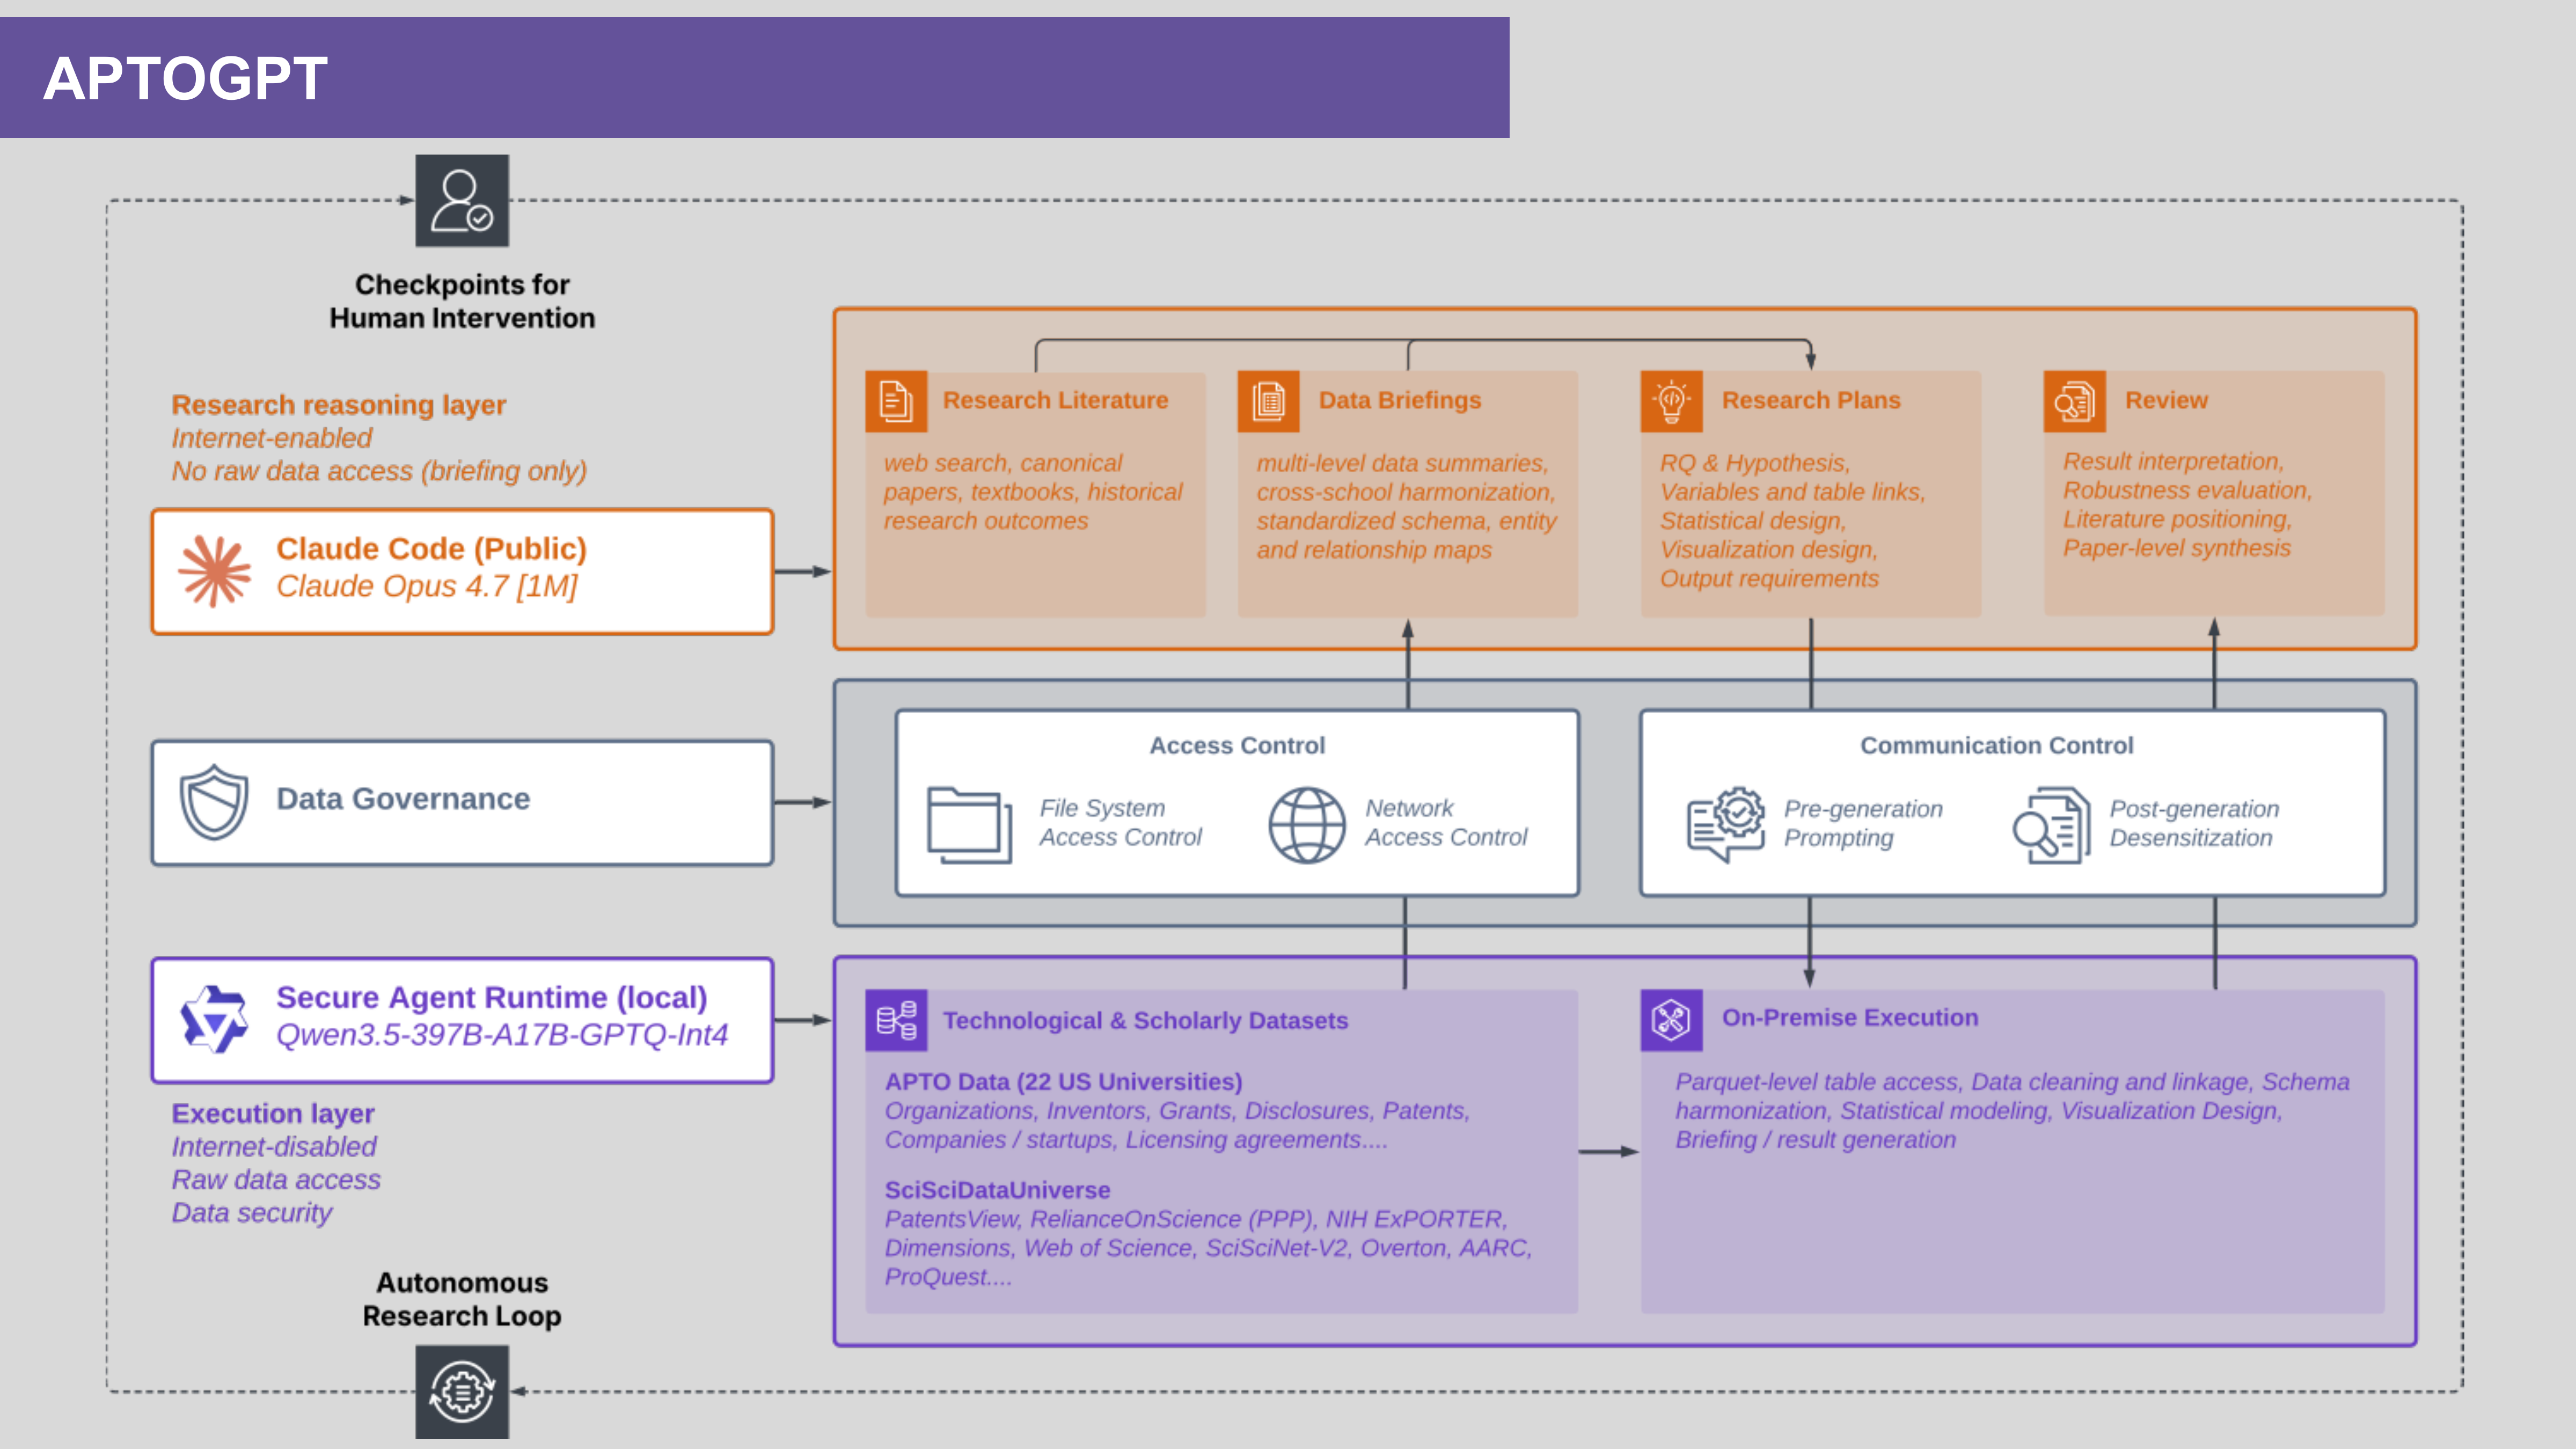 APTOGPT
Checkpoints for
Human Intervention
Research reasoning layer
Internet-enabled
No raw data access (briefing only)
Claude Code (Public)
Claude Opus 4.7 [1M]
Research Literature
web search, canonical
papers, textbooks, historical
research outcomes
Data Briefings
multi-level data summaries,
cross-school harmonization,
standardized schema, entity
and relationship maps
Research Plans
RQ & Hypothesis,
Variables and table links,
Statistical design,
Visualization design,
Output requirements
Review
Result interpretation,
Robustness evaluation,
Literature positioning,
Paper-level synthesis
Data Governance
Access Control
File System
Access Control
Network
Access Control
Communication Control
Pre-generation
Prompting
Post-generation
Desensitization
Secure Agent Runtime (local)
Qwen3.5-397B-A17B-GPTQ-Int4
Execution layer
Internet-disabled
Raw data access
Data security
Technological & Scholarly Datasets
APTO Data (22 US Universities)
Organizations, Inventors, Grants, Disclosures, Patents,
Companies / startups, Licensing agreements....
SciSciDataUniverse
PatentsView, RelianceOnScience (PPP), NIH ExPORTER,
Dimensions, Web of Science, SciSciNet-V2, Overton, AARC,
ProQuest....
On-Premise Execution
Parquet-level table access, Data cleaning and linkage, Schema
harmonization, Statistical modeling, Visualization Design,
Briefing / result generation
Autonomous
Research Loop